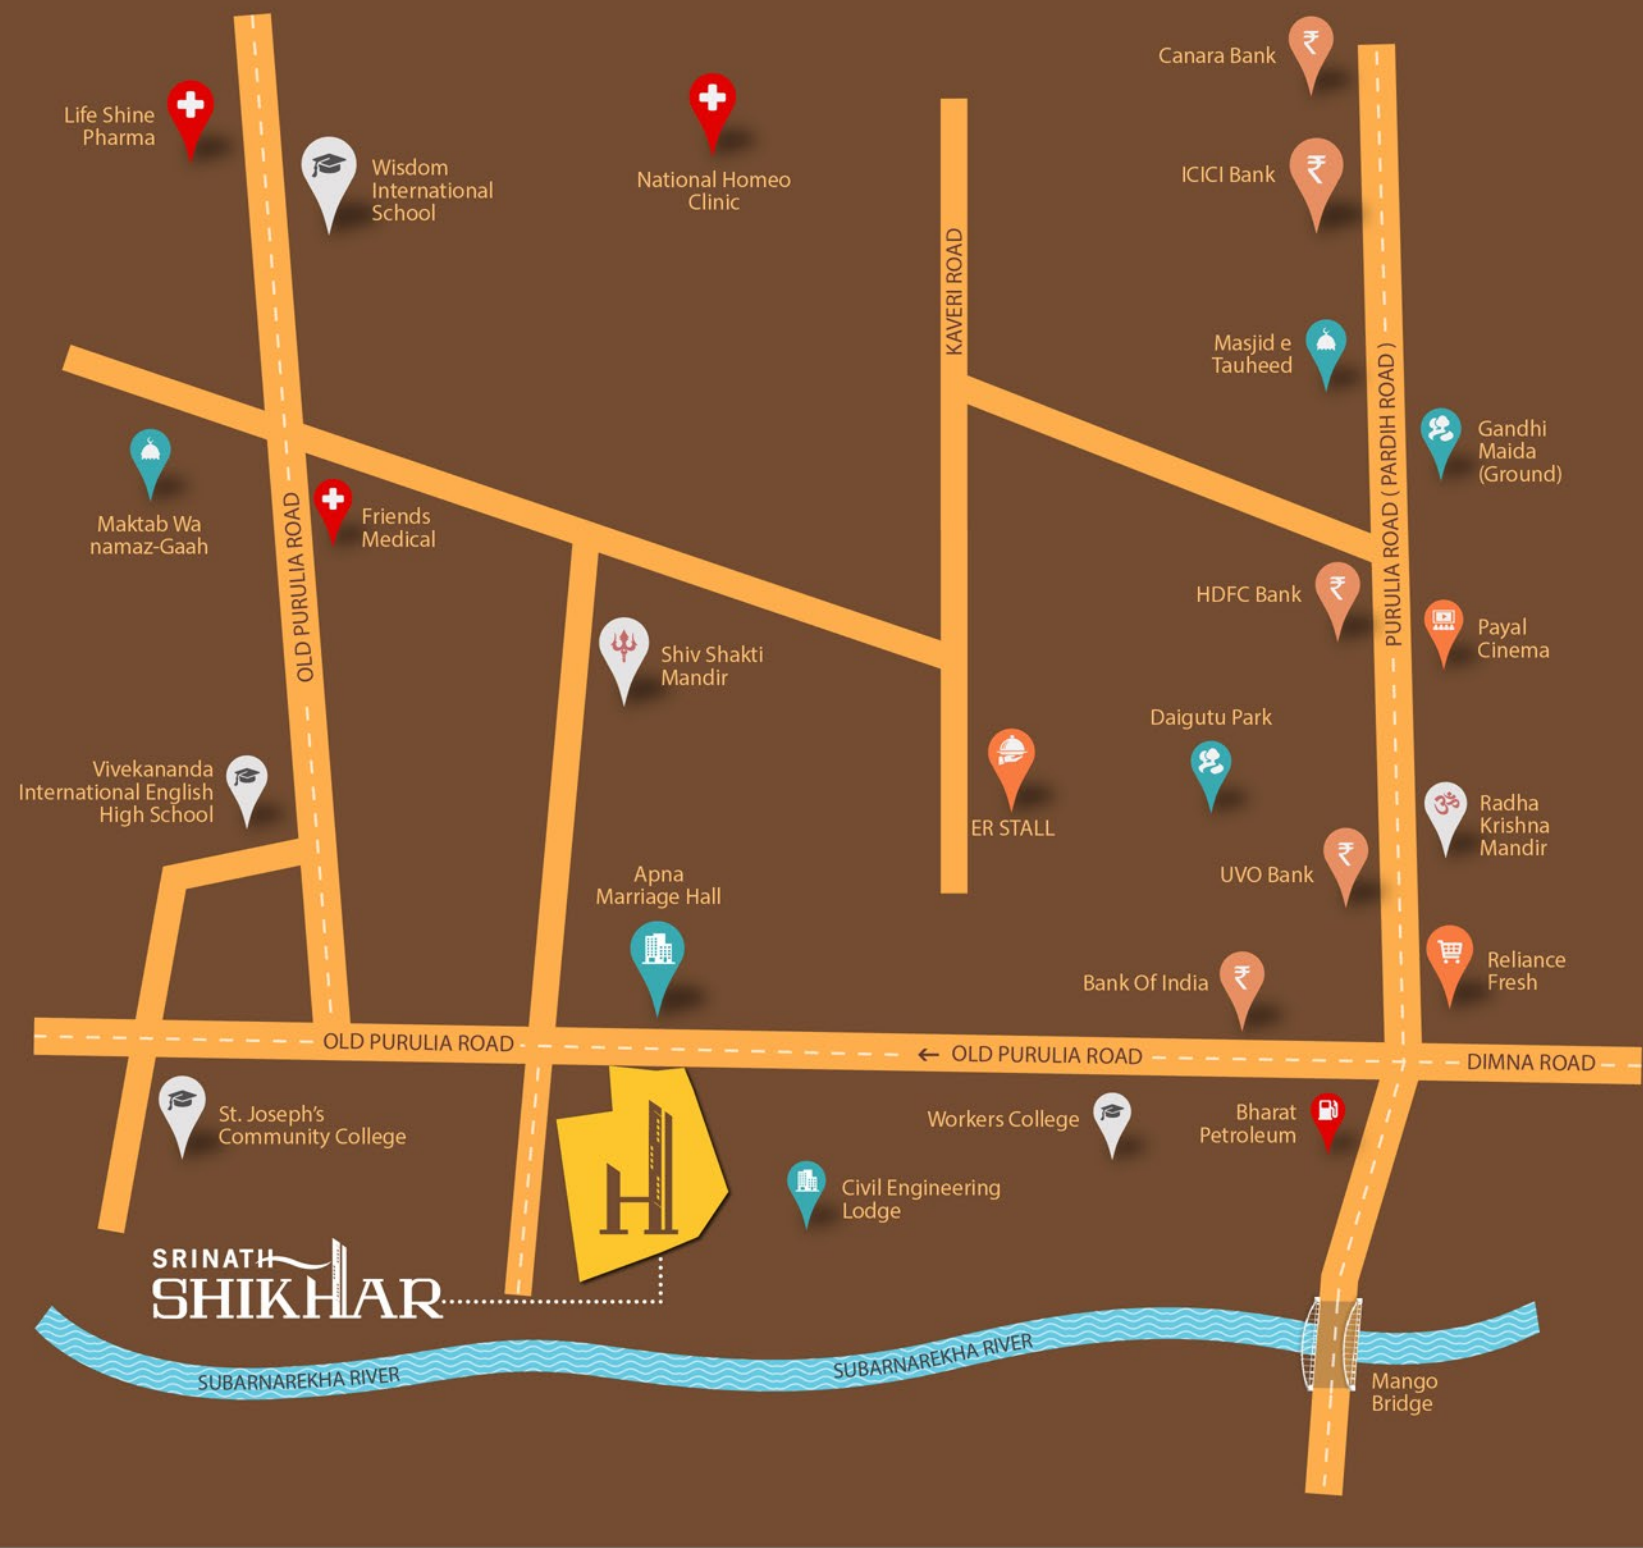 Canara Bank
Life Shine
Pharma
Wisdom
International
School
National Homeo
Clinic
ICICI Bank
KAVERI ROAD
Masjid e
Tauheed
PURULIA ROAD ( PARDIH ROAD )
Gandhi
Maida
(Ground)
Maktab Wa
namaz-Gaah
OLD PURULIA ROAD
Friends
Medical
HDFC Bank
Payal
Cinema
Shiv Shakti
Mandir
Daigutu Park
Vivekananda
International English
High School
ER STALL
Radha
Krishna
Mandir
UVO Bank
Apna
Marriage Hall
Bank Of India
Reliance
Fresh
OLD PURULIA ROAD
← OLD PURULIA ROAD
DIMNA ROAD
St. Joseph's
Community College
Workers College
Bharat
Petroleum
Civil Engineering
Lodge
H
SRINATH
SHIKHAR
SUBARNAREKHA RIVER
SUBARNAREKHA RIVER
Mango
Bridge